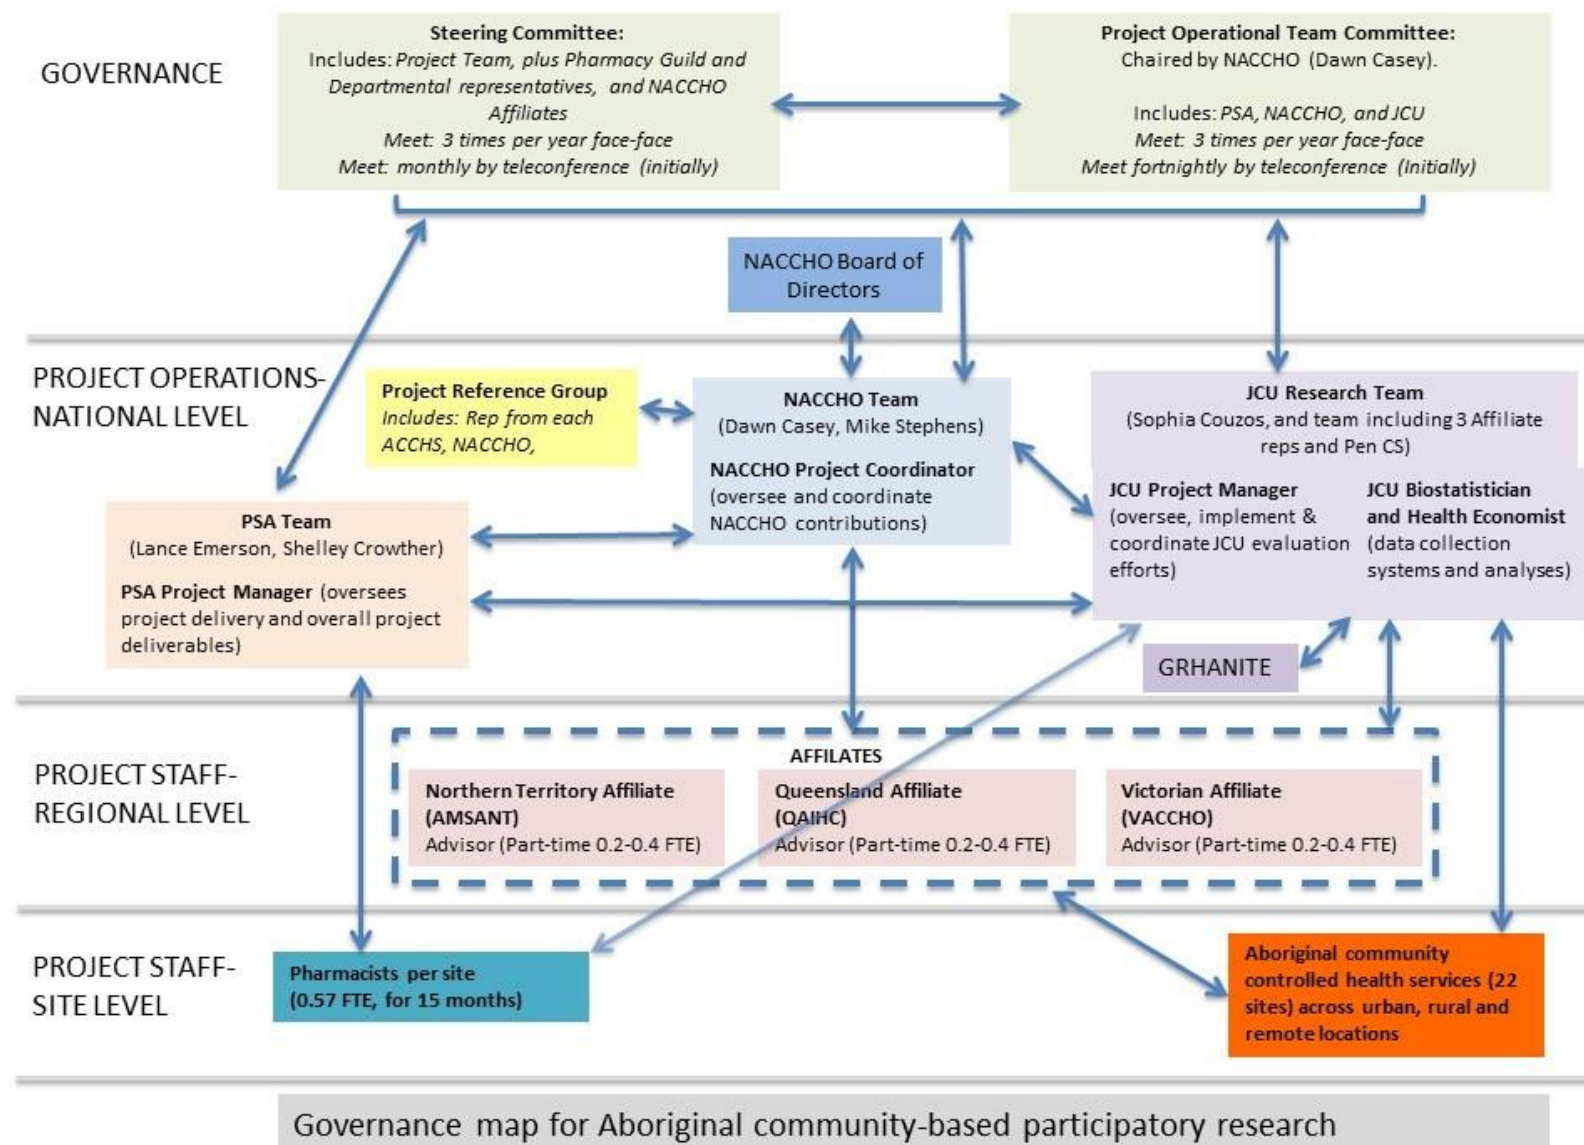 GOVERNANCE
Steering Committee:
Includes: Project Team, plus Pharmacy Guild and
Departmental representatives, and NACCHO
Affiliates
Meet: 3 times per year face-face
Meet: monthly by teleconference (initially)
Project Operational Team Committee:
Chaired by NACCHO (Dawn Casey).
Includes: PSA, NACCHO, and JCU
Meet: 3 times per year face-face
Meet fortnightly by teleconference (Initially)
NACCHO Board of
Directors
PROJECT OPERATIONS-
NATIONAL LEVEL
Project Reference Group
Includes: Rep from each
ACCHS, NACCHO,
NACCHO Team
(Dawn Casey, Mike Stephens)
NACCHO Project Coordinator
(oversee and coordinate
NACCHO contributions)
JCU Research Team
(Sophia Couzos, and team including 3 Affiliate
reps and Pen CS)
JCU Project Manager
(oversee, implement &
coordinate JCU evaluation
efforts)
JCU Biostatistician
and Health Economist
(data collection
systems and analyses)
PSA Team
(Lance Emerson, Shelley Crowther)
PSA Project Manager (oversees
project delivery and overall project
deliverables)
GRHANITE
PROJECT STAFF-
REGIONAL LEVEL
AFFILATES
Northern Territory Affiliate
(AMSANT)
Advisor (Part-time 0.2-0.4 FTE)
Queensland Affiliate
(QAIHC)
Advisor (Part-time 0.2-0.4 FTE)
Victorian Affiliate
(VACCHO)
Advisor (Part-time 0.2-0.4 FTE)
PROJECT STAFF-
SITE LEVEL
Pharmacists per site
(0.57 FTE, for 15 months)
Aboriginal community
controlled health services (22
sites) across urban, rural and
remote locations
Governance map for Aboriginal community-based participatory research